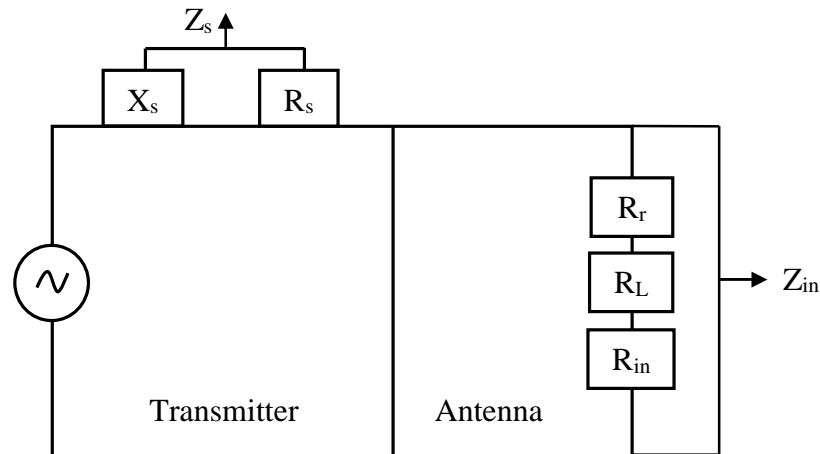 Zs
Xs
Rs
Rr
RL
Zin
Rin
Transmitter
Antenna